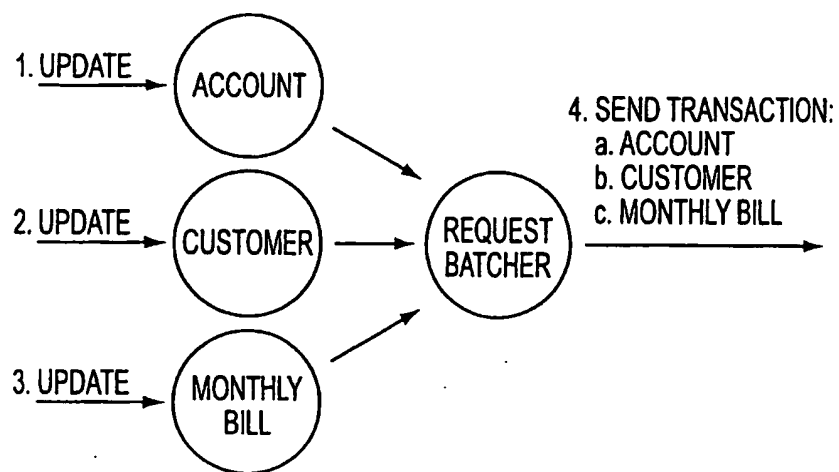 1. UPDATE
ACCOUNT
2. UPDATE
CUSTOMER
3. UPDATE
MONTHLY
BILL
REQUEST
BATCHER
4. SEND TRANSACTION:
a. ACCOUNT
b. CUSTOMER
c. MONTHLY BILL